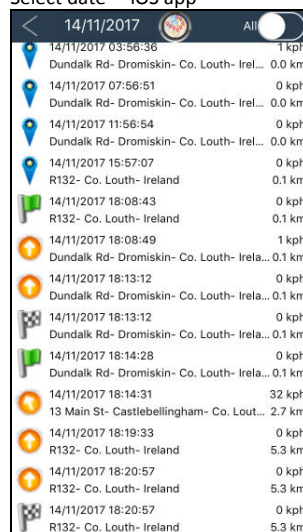 Select date – iOS app
14/11/2017 All
14/11/2017 03:56:36 1 kph
Dundalk Rd- Dromiskin- Co. Louth- Irel... 0.0 km
14/11/2017 07:56:51 0 kph
Dundalk Rd- Dromiskin- Co. Louth- Irel... 0.0 km
14/11/2017 11:56:54 0 kph
Dundalk Rd- Dromiskin- Co. Louth- Irel... 0.0 km
14/11/2017 15:57:07 0 kph
R132- Co. Louth- Ireland 0.1 km
14/11/2017 18:08:43 0 kph
R132- Co. Louth- Ireland 0.1 km
14/11/2017 18:08:49 1 kph
Dundalk Rd- Dromiskin- Co. Louth- Irela... 0.1 km
14/11/2017 18:13:12 0 kph
Dundalk Rd- Dromiskin- Co. Louth- Irela... 0.1 km
14/11/2017 18:13:12 0 kph
Dundalk Rd- Dromiskin- Co. Louth- Irela... 0.1 km
14/11/2017 18:14:28 0 kph
Dundalk Rd- Dromiskin- Co. Louth- Irela... 0.1 km
14/11/2017 18:14:31 32 kph
13 Main St- Castlebellingham- Co. Lout... 2.7 km
14/11/2017 18:19:33 0 kph
R132- Co. Louth- Ireland 5.3 km
14/11/2017 18:20:57 0 kph
R132- Co. Louth- Ireland 5.3 km
14/11/2017 18:20:57 0 kph
R132- Co. Louth- Ireland 5.3 km